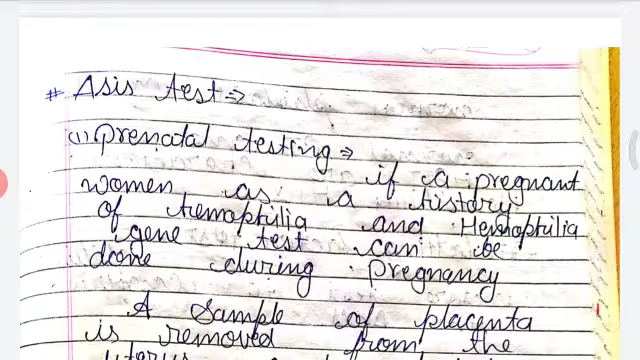 # Asis test ⇒
(1) Prenatal testing ⇒
if a pregnant
women as a history
of hemophilia and Hemophilia
gene test can be
done during pregnancy
A sample of placenta
is removed from the
uterus